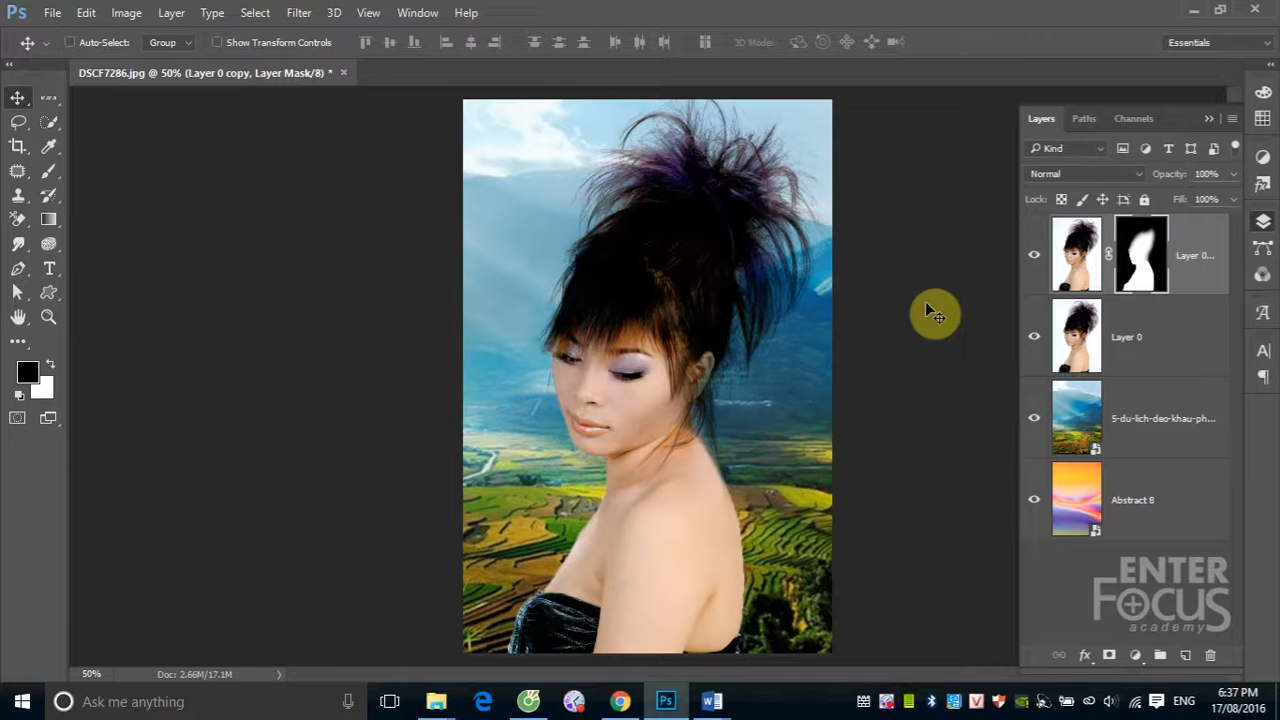 Ps File Edit Image Layer Type Select Filter 3D View Window Help
Auto-Select: Group Show Transform Controls 3D Mode: Essentials
DSCF7286.jpg @ 50% (Layer 0 copy, Layer Mask/8) * ×
Layers Paths Channels
Kind
Normal Opacity: 100%
Lock: Fill: 100%
Layer 0...
Layer 0
5-du-lich-deo-khau-ph...
Abstract 8
ENTER
FOCUS
academy
50% Doc: 2.66M/17.1M
Ask me anything
ENG
6:37 PM
17/08/2016